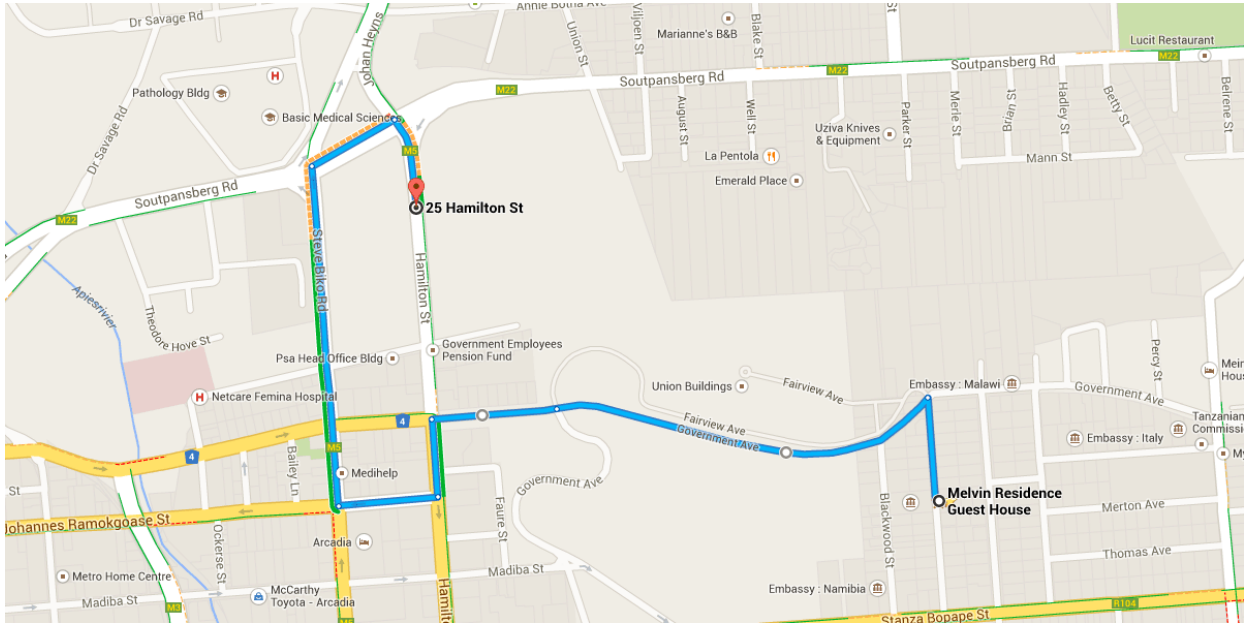 Dr Savage Rd
Johan Heyns
Annie Botha Ave
Viljoen St
Marianne's B&B
Blake St
Union St
Lucit Restaurant
M22
Soutpansberg Rd
M22
Soutpansberg Rd
M22
H
Pathology Bldg
Basic Medical Sciences
Dr Savage Rd
M5
August St
Well St
La Pentola
Emerald Place
Uziva Knives
& Equipment
Parker St
Merle St
Brian St
Hadley St
Betty St
Belrene St
Mann St
Soutpansberg Rd
M22
25 Hamilton St
Steve Biko Rd
Hamilton St
Apiesrivier
Theodore Hove St
Psa Head Office Bldg
Government Employees
Pension Fund
H
Netcare Femina Hospital
Union Buildings
Fairview Ave
Fairview Ave
Government Ave
Embassy : Malawi
Government Ave
Percy St
Tanzanian
Embassy : Italy
4
4
M5
Bailey Ln
Medihelp
Government Ave
Faure St
Melvin Residence
Guest House
Blackwood St
Merton Ave
Thomas Ave
Johannes Ramokgoase St
Ockerse St
Arcadia
Metro Home Centre
Madiba St
McCarthy
Toyota - Arcadia
Madiba St
M3
Embassy : Namibia
Stanza Bopape St
R104